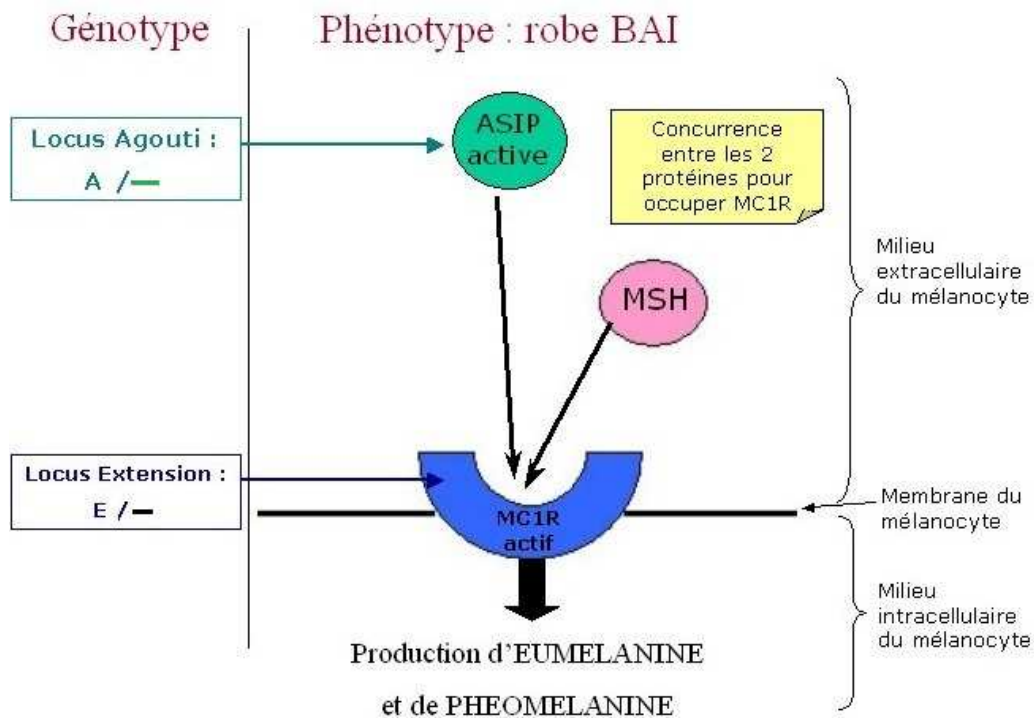 Génotype
Phénotype : robe BAI
Locus Agouti :
A /—
ASIP
active
Concurrence
entre les 2
protéines pour
occuper MC1R
MSH
Milieu
extracellulaire
du mélanocyte
Locus Extension :
E /—
MC1R
actif
Membrane du
mélanocyte
Milieu
intracellulaire
du mélanocyte
Production d’EUMELANINE
et de PHEOMELANINE